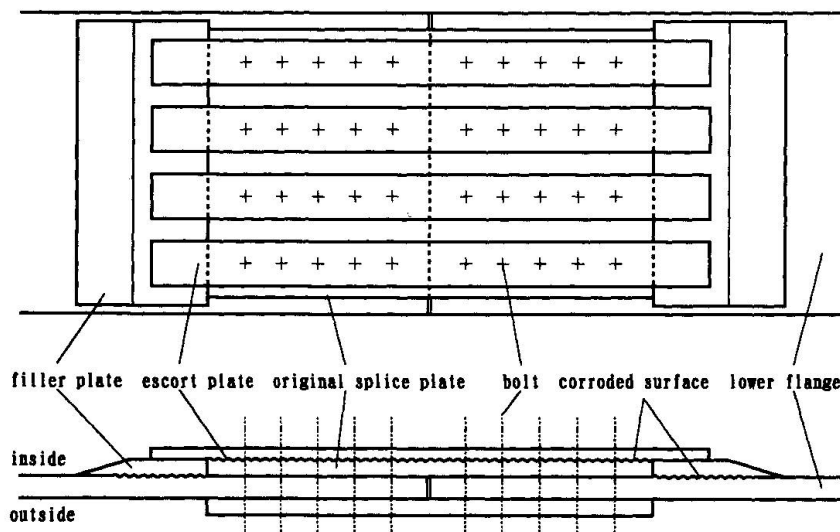 filler plate escort plate original splice plate bolt corroded surface lower flange
inside
outside